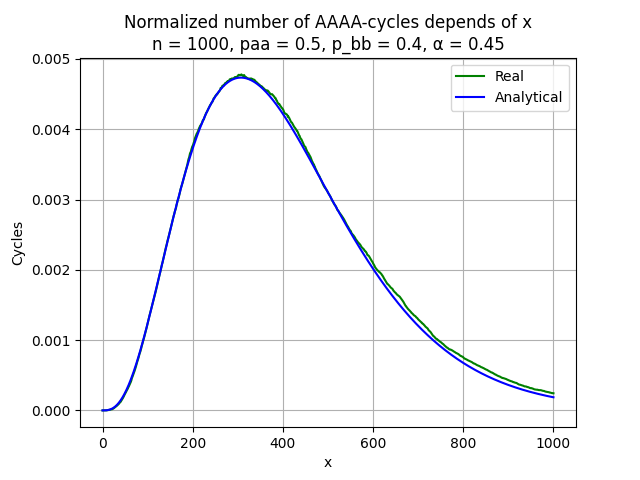 Normalized number of AAAA-cycles depends of x
n = 1000, paa = 0.5, p_bb = 0.4, α = 0.45
Real
Analytical
0.005
0.004
0.003
0.002
0.001
0.000
Cycles
0 200 400 600 800 1000
x